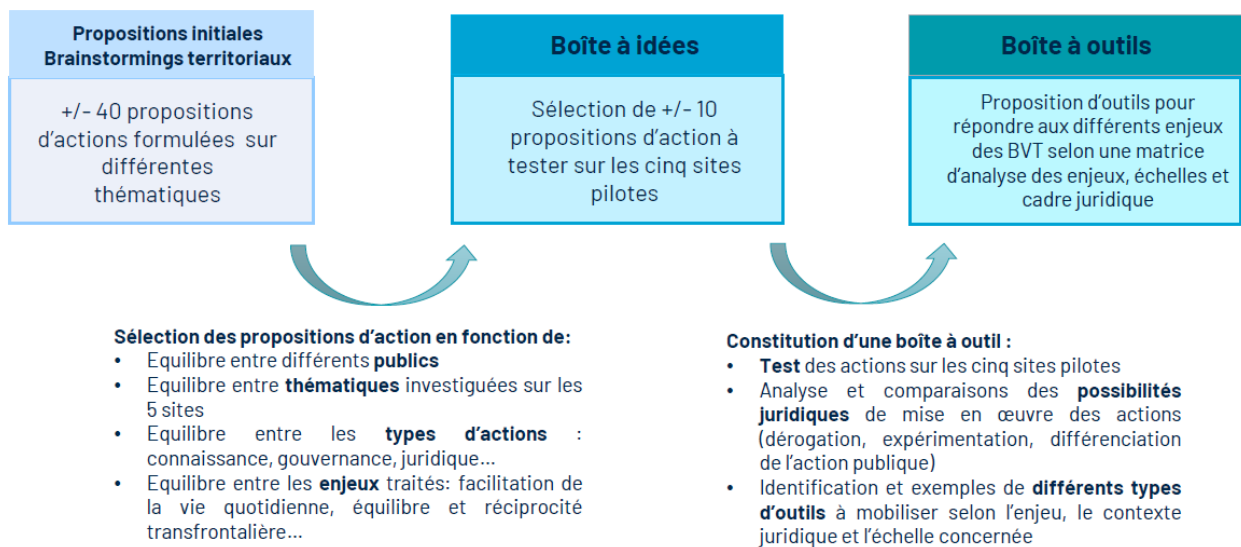 Propositions initiales
Brainstormings territoriaux
+/- 40 propositions
d'actions formulées sur
différentes
thématiques
Boîte à idées
Sélection de +/- 10
propositions d'action à
tester sur les cinq sites
pilotes
Boîte à outils
Proposition d'outils pour
répondre aux différents enjeux
des BVT selon une matrice
d'analyse des enjeux, échelles et
cadre juridique
Sélection des propositions d'action en fonction de:
• Equilibre entre différents publics
• Equilibre entre thématiques investiguées sur les
5 sites
• Equilibre entre les types d'actions :
connaissance, gouvernance, juridique…
• Equilibre entre les enjeux traités: facilitation de
la vie quotidienne, équilibre et réciprocité
transfrontalière…
Constitution d'une boîte à outil :
• Test des actions sur les cinq sites pilotes
• Analyse et comparaisons des possibilités
juridiques de mise en œuvre des actions
(dérogation, expérimentation, différenciation
de l'action publique)
• Identification et exemples de différents types
d'outils à mobiliser selon l'enjeu, le contexte
juridique et l'échelle concernée